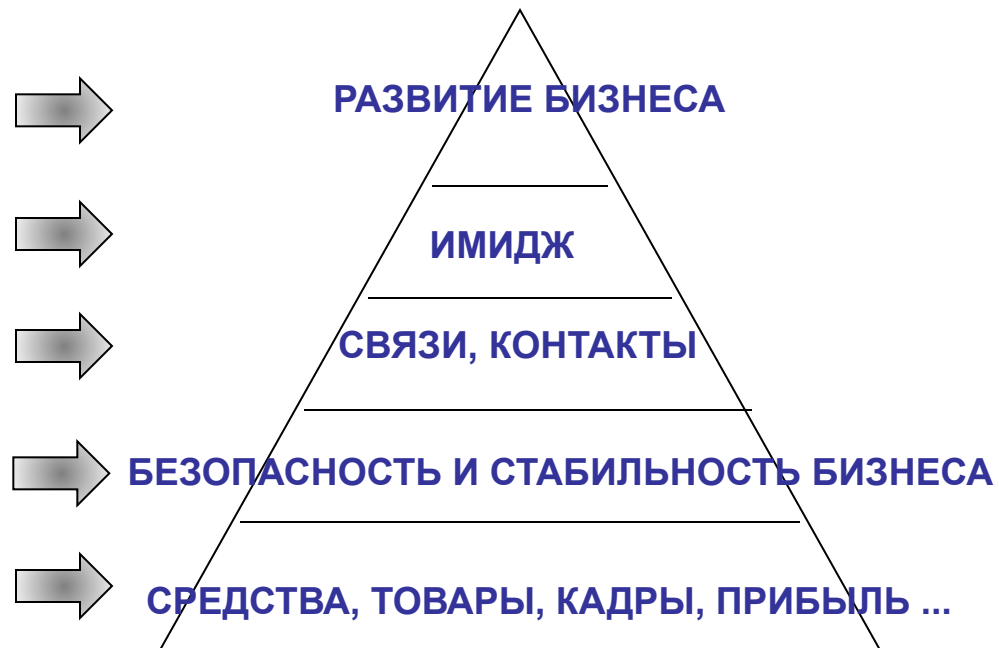 РАЗВИТИЕ БИЗНЕСА
ИМИДЖ
СВЯЗИ, КОНТАКТЫ
БЕЗОПАСНОСТЬ И СТАБИЛЬНОСТЬ БИЗНЕСА
СРЕДСТВА, ТОВАРЫ, КАДРЫ, ПРИБЫЛЬ ...